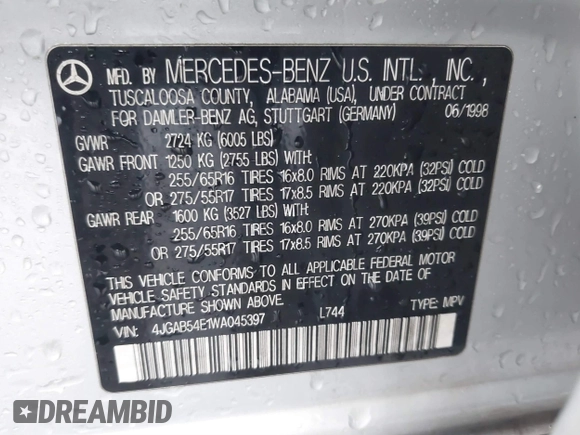 MFD. BY MERCEDES-BENZ U.S. INTL., INC.,
TUSCALOOSA COUNTY, ALABAMA (USA), UNDER CONTRACT
FOR DAIMLER-BENZ AG, STUTTGART (GERMANY) 06/1998
GVWR 2724 KG (6005 LBS)
GAWR FRONT 1250 KG (2755 LBS) WITH:
255/65R16 TIRES 16x8.0 RIMS AT 220KPA (32PSI) COLD
OR 275/55R17 TIRES 17x8.5 RIMS AT 220KPA (32PSI) COLD
GAWR REAR 1600 KG (3527 LBS) WITH:
255/65R16 TIRES 16x8.0 RIMS AT 270KPA (39PSI) COLD
OR 275/55R17 TIRES 17x8.5 RIMS AT 270KPA (39PSI) COLD
THIS VEHICLE CONFORMS TO ALL APPLICABLE FEDERAL MOTOR
VEHICLE SAFETY STANDARDS IN EFFECT ON THE DATE OF
MANUFACTURE SHOWN ABOVE. L744 TYPE: MPV
VIN: 4JGAB54E1WA045397
DREAMBID